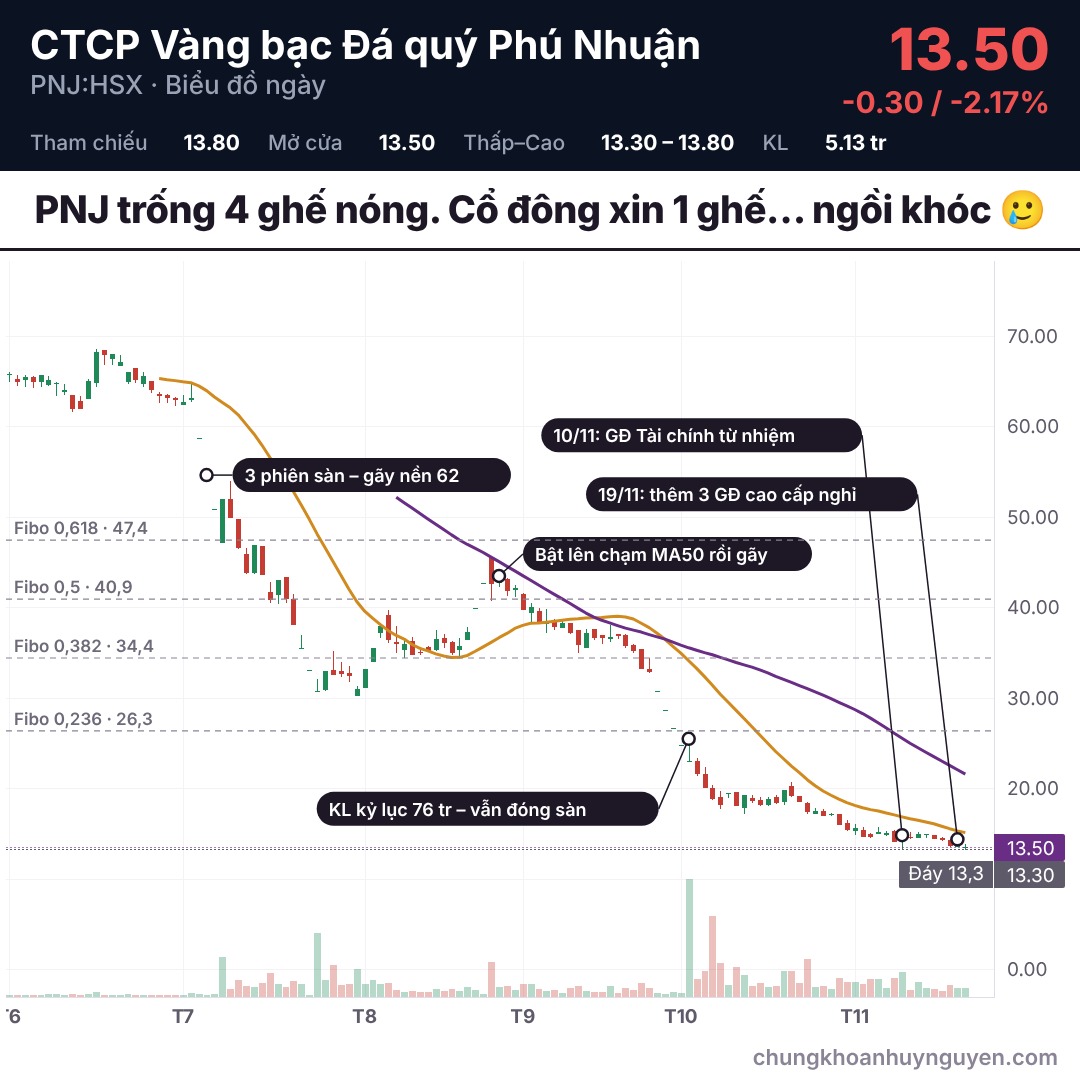 CTCP Vàng bạc Đá quý Phú Nhuận
PNJ:HSX · Biểu đồ ngày
13.50
-0.30 / -2.17%
Tham chiếu 13.80 Mở cửa 13.50 Thấp–Cao 13.30 – 13.80 KL 5.13 tr
PNJ trống 4 ghế nóng. Cổ đông xin 1 ghế... ngồi khóc 🥲
70.00
60.00
10/11: GĐ Tài chính từ nhiệm
3 phiên sàn – gãy nền 62
19/11: thêm 3 GĐ cao cấp nghỉ
50.00
Fibo 0,618 · 47,4
Bật lên chạm MA50 rồi gãy
Fibo 0,5 · 40,9
40.00
Fibo 0,382 · 34,4
30.00
Fibo 0,236 · 26,3
20.00
KL kỷ lục 76 tr – vẫn đóng sàn
13.50
Đáy 13,3 13.30
0.00
T6 T7 T8 T9 T10 T11
chungkhoanhuynguyen.com